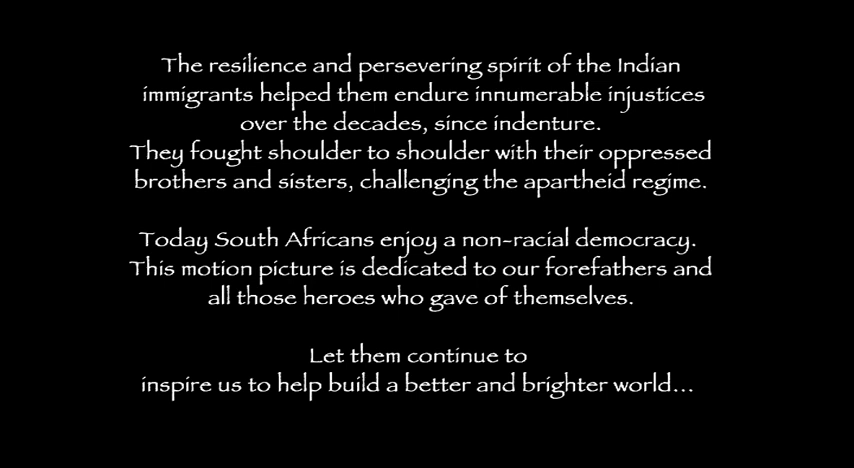 The resilience and persevering spirit of the Indian
immigrants helped them endure innumerable injustices
over the decades, since indenture.
They fought shoulder to shoulder with their oppressed
brothers and sisters, challenging the apartheid regime.
Today South Africans enjoy a non-racial democracy.
This motion picture is dedicated to our forefathers and
all those heroes who gave of themselves.
Let them continue to
inspire us to help build a better and brighter world...